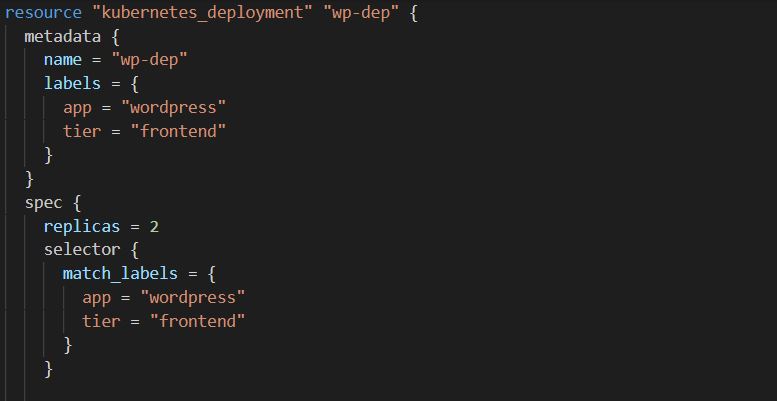 resource "kubernetes_deployment" "wp-dep" {
  metadata {
    name = "wp-dep"
    labels = {
      app = "wordpress"
      tier = "frontend"
    }
  }
  spec {
    replicas = 2
    selector {
      match_labels = {
        app = "wordpress"
        tier = "frontend"
      }
    }